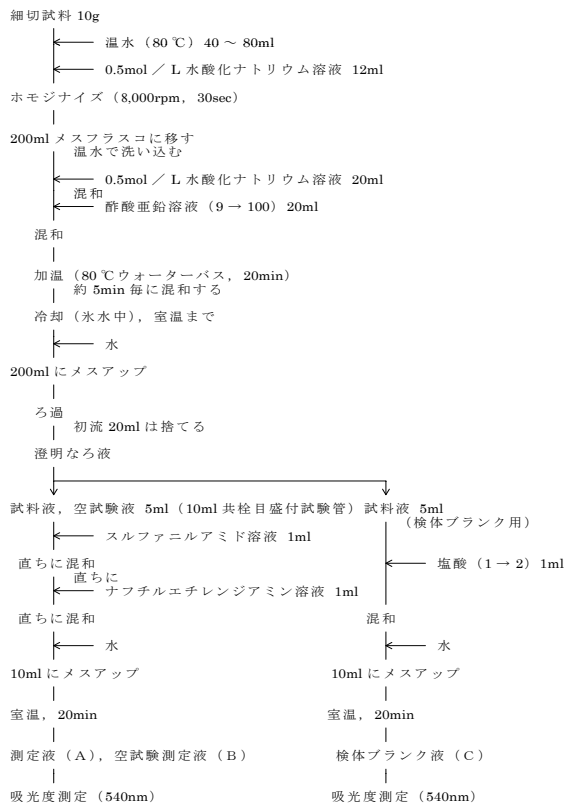 細切試料 10g
温水（80 ℃）40 ～ 80ml
0.5mol ／ L 水酸化ナトリウム溶液 12ml
ホモジナイズ（8,000rpm，30sec）
200ml メスフラスコに移す
温水で洗い込む
0.5mol ／ L 水酸化ナトリウム溶液 20ml
混和
酢酸亜鉛溶液（9 → 100）20ml
混和
加温（80 ℃ウォーターバス，20min）
約 5min 毎に混和する
冷却（氷水中），室温まで
水
200ml にメスアップ
ろ過
初流 20ml は捨てる
澄明なろ液
試料液，空試験液 5ml（10ml 共栓目盛付試験管） 試料液 5ml
（検体ブランク用）
スルファニルアミド溶液 1ml
直ちに混和 塩酸（1 → 2）1ml
直ちに
ナフチルエチレンジアミン溶液 1ml
直ちに混和 混和
水 水
10ml にメスアップ 10ml にメスアップ
室温，20min 室温，20min
測定液（A），空試験測定液（B） 検体ブランク液（C）
吸光度測定（540nm） 吸光度測定（540nm）